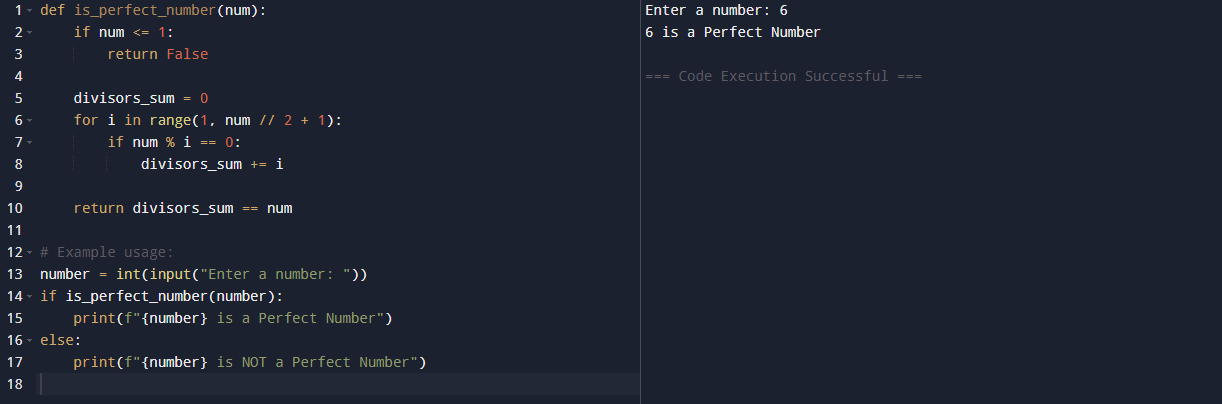 1 def is_perfect_number(num):
2     if num <= 1:
3         return False
4
5     divisors_sum = 0
6     for i in range(1, num // 2 + 1):
7         if num % i == 0:
8             divisors_sum += i
9
10     return divisors_sum == num
11
12 # Example usage:
13 number = int(input("Enter a number: "))
14 if is_perfect_number(number):
15     print(f"{number} is a Perfect Number")
16 else:
17     print(f"{number} is NOT a Perfect Number")
18
Enter a number: 6
6 is a Perfect Number
=== Code Execution Successful ===